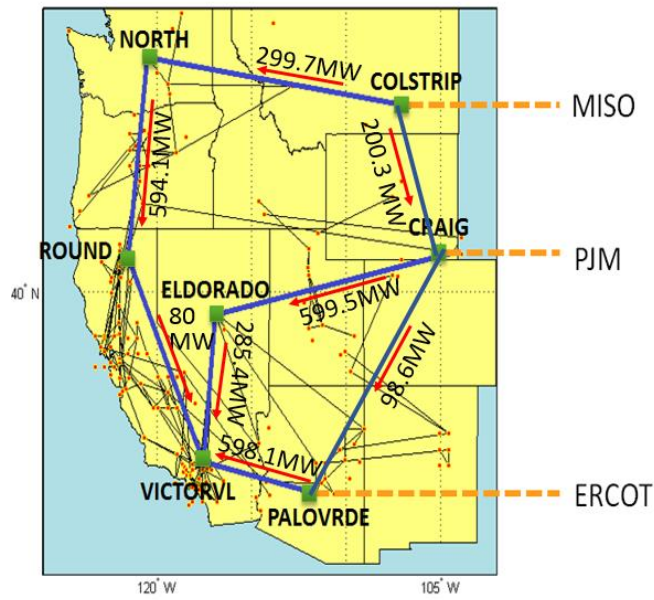 NORTH
299.7MW
COLSTRIP
MISO
594.1MW
200.3 MW
CRAIG
ROUND
PJM
40° N
ELDORADO
599.5MW
80
MW
285.4MW
98.6MW
598.1MW
VICTORVL
PALOVRDE
ERCOT
120° W
105° W